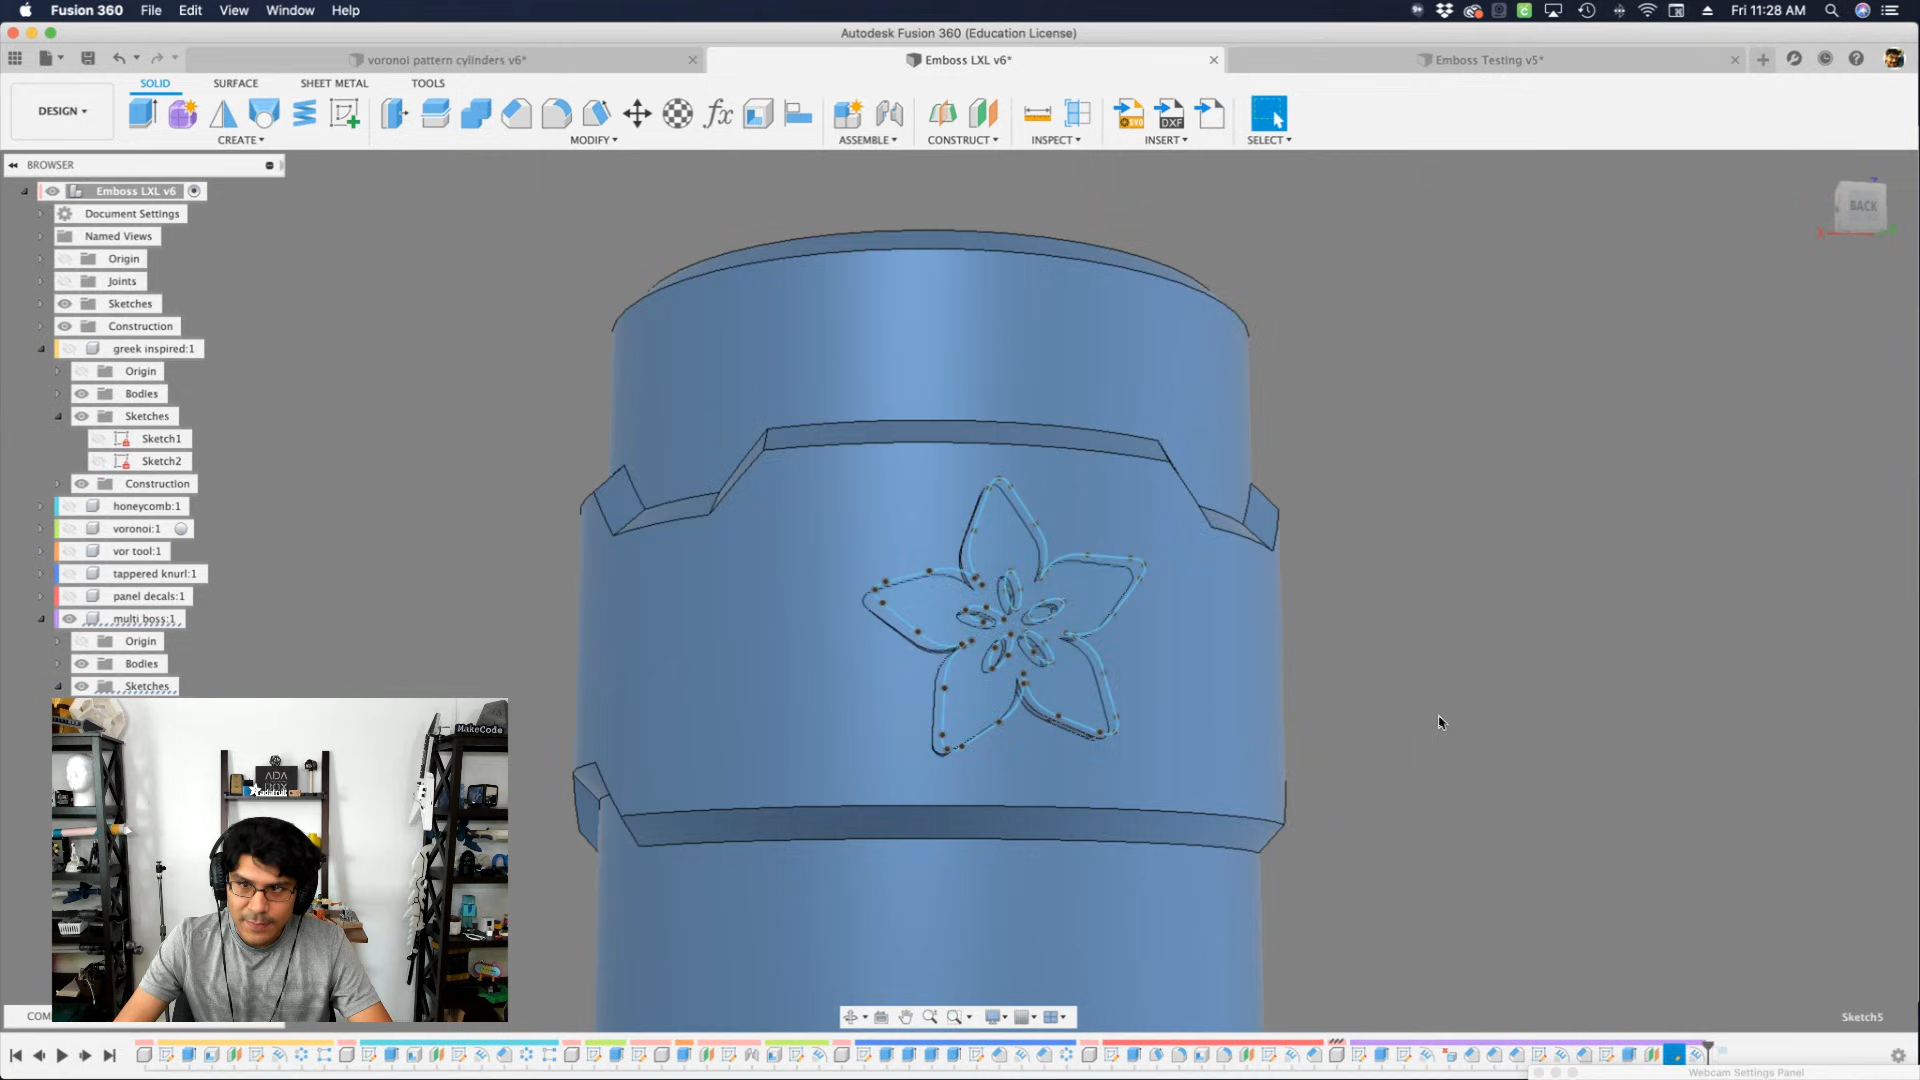 Fusion 360 File Edit View Window Help
Fri 11:28 AM
Autodesk Fusion 360 (Education License)
voronoi pattern cylinders v6*
Emboss LXL v6*
Emboss Testing v5*
SOLID SURFACE SHEET METAL TOOLS
DESIGN
CREATE MODIFY ASSEMBLE CONSTRUCT INSPECT INSERT SELECT
BROWSER
Emboss LXL v6
Document Settings
Named Views
Origin
Joints
Sketches
Construction
greek inspired:1
Origin
Bodies
Sketches
Sketch1
Sketch2
Construction
honeycomb:1
voronoi:1
vor tool:1
tappered knurl:1
panel decals:1
multi boss:1
Origin
Bodies
Sketches
BACK
MakeCode
ADA
BOX
adafruit
COM
Sketch5
Webcam Settings Panel